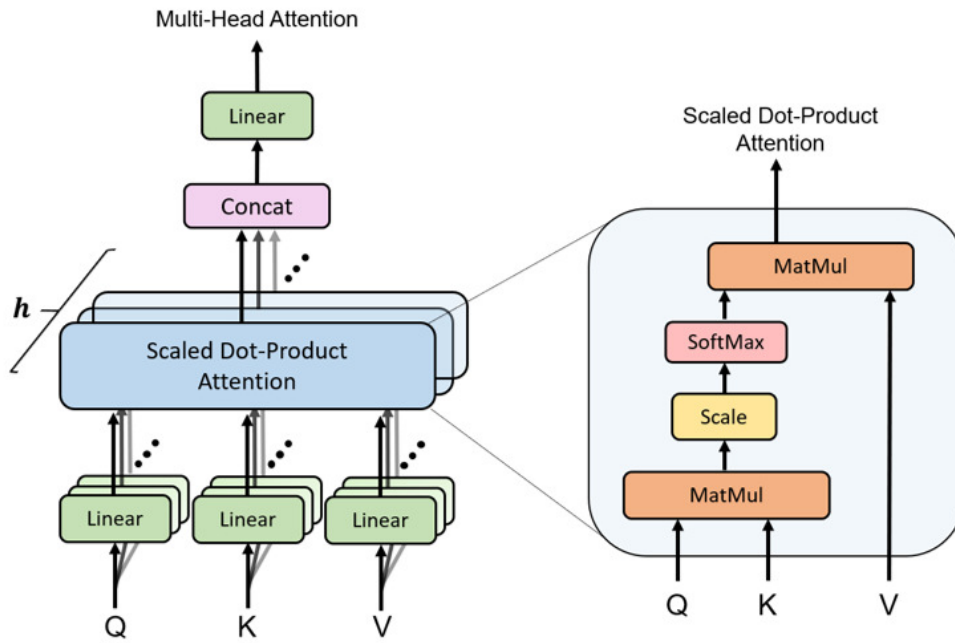 Multi-Head Attention
Linear
Concat
h
Scaled Dot-Product
Attention
Linear
Linear
Linear
Q
K
V
Scaled Dot-Product
Attention
MatMul
SoftMax
Scale
MatMul
Q
K
V